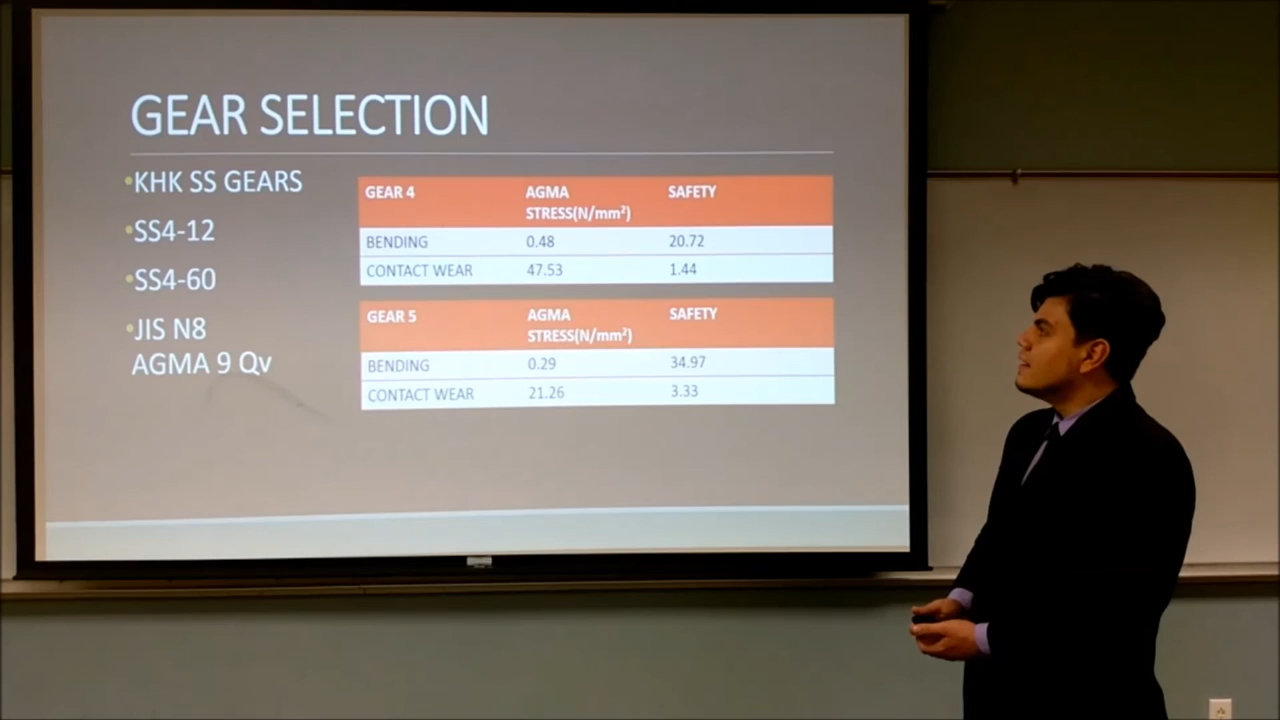 GEAR SELECTION
•KHK SS GEARS
•SS4-12
•SS4-60
•JIS N8
AGMA 9 Qv
GEAR 4 AGMA SAFETY
STRESS(N/mm²)
BENDING 0.48 20.72
CONTACT WEAR 47.53 1.44
GEAR 5 AGMA SAFETY
STRESS(N/mm²)
BENDING 0.29 34.97
CONTACT WEAR 21.26 3.33